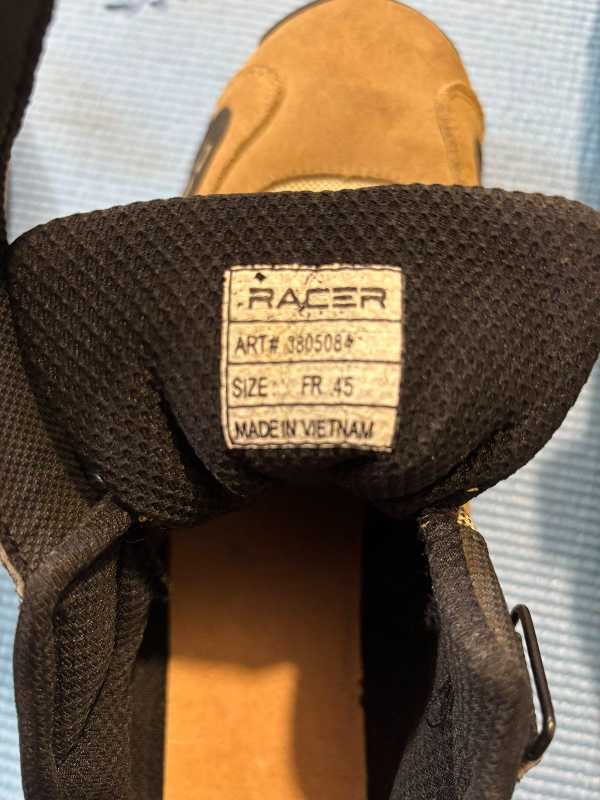 RACER
ART# 3805084
SIZE: FR 45
MADE IN VIETNAM